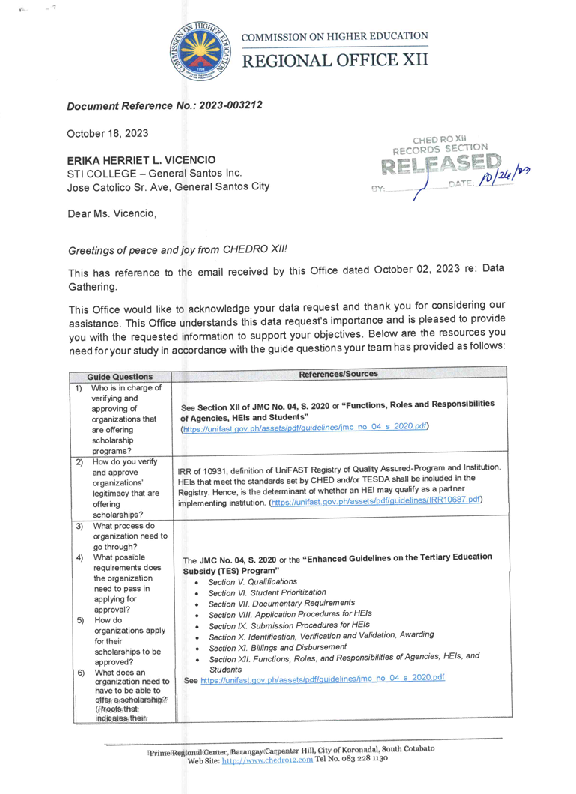 COMMISSION ON HIGHER EDUCATION
REGIONAL OFFICE XII
Document Reference No.: 2023-003212
October 18, 2023
CHED RO XII
RECORDS SECTION
RELEASED
BY: DATE: 10/26/23
ERIKA HERRIET L. VICENCIO
STI COLLEGE – General Santos Inc.
Jose Catolico Sr. Ave, General Santos City
Dear Ms. Vicencio,
Greetings of peace and joy from CHEDRO XII!
This has reference to the email received by this Office dated October 02, 2023 re: Data
Gathering.
This Office would like to acknowledge your data request and thank you for considering our
assistance. This Office understands this data request's importance and is pleased to provide
you with the requested information to support your objectives. Below are the resources you
need for your study in accordance with the guide questions your team has provided as follows:
Guide Questions
References/Sources
1) Who is in charge of
verifying and
approving of
organizations that
are offering
scholarship
programs?
See Section XII of JMC No. 04, S. 2020 or "Functions, Roles and Responsibilities
of Agencies, HEIs and Students"
(https://unifast.gov.ph/assets/pdf/guidelines/jmc_no_04_s_2020.pdf)
2) How do you verify
and approve
organizations'
legitimacy that are
offering
scholarships?
IRR of 10931, definition of UniFAST Registry of Quality Assured-Program and Institution.
HEIs that meet the standards set by CHED and/or TESDA shall be included in the
Registry. Hence, is the determinant of whether an HEI may qualify as a partner
implementing institution. (https://unifast.gov.ph/assets/pdf/guidelines/IRR10687.pdf)
3) What process do
organization need to
go through?
4) What possible
requirements does
the organization
need to pass in
applying for
approval?
5) How do
organizations apply
for their
scholarships to be
approved?
6) What does an
organization need to
have to be able to
offer a scholarship?
(Proofs that
indicates their
The JMC No. 04, S. 2020 or the "Enhanced Guidelines on the Tertiary Education
Subsidy (TES) Program"
• Section V. Qualifications
• Section VI. Student Prioritization
• Section VII. Documentary Requirements
• Section VIII. Application Procedures for HEIs
• Section IX. Submission Procedures for HEIs
• Section X. Identification, Verification and Validation, Awarding
• Section XI. Billings and Disbursement
• Section XII. Functions, Roles, and Responsibilities of Agencies, HEIs, and
Students
See https://unifast.gov.ph/assets/pdf/guidelines/jmc_no_04_s_2020.pdf
Prime Regional Center, Barangay Carpenter Hill, City of Koronadal, South Cotabato
Web Site: http://www.chedro12.com Tel No. 083 228 1130